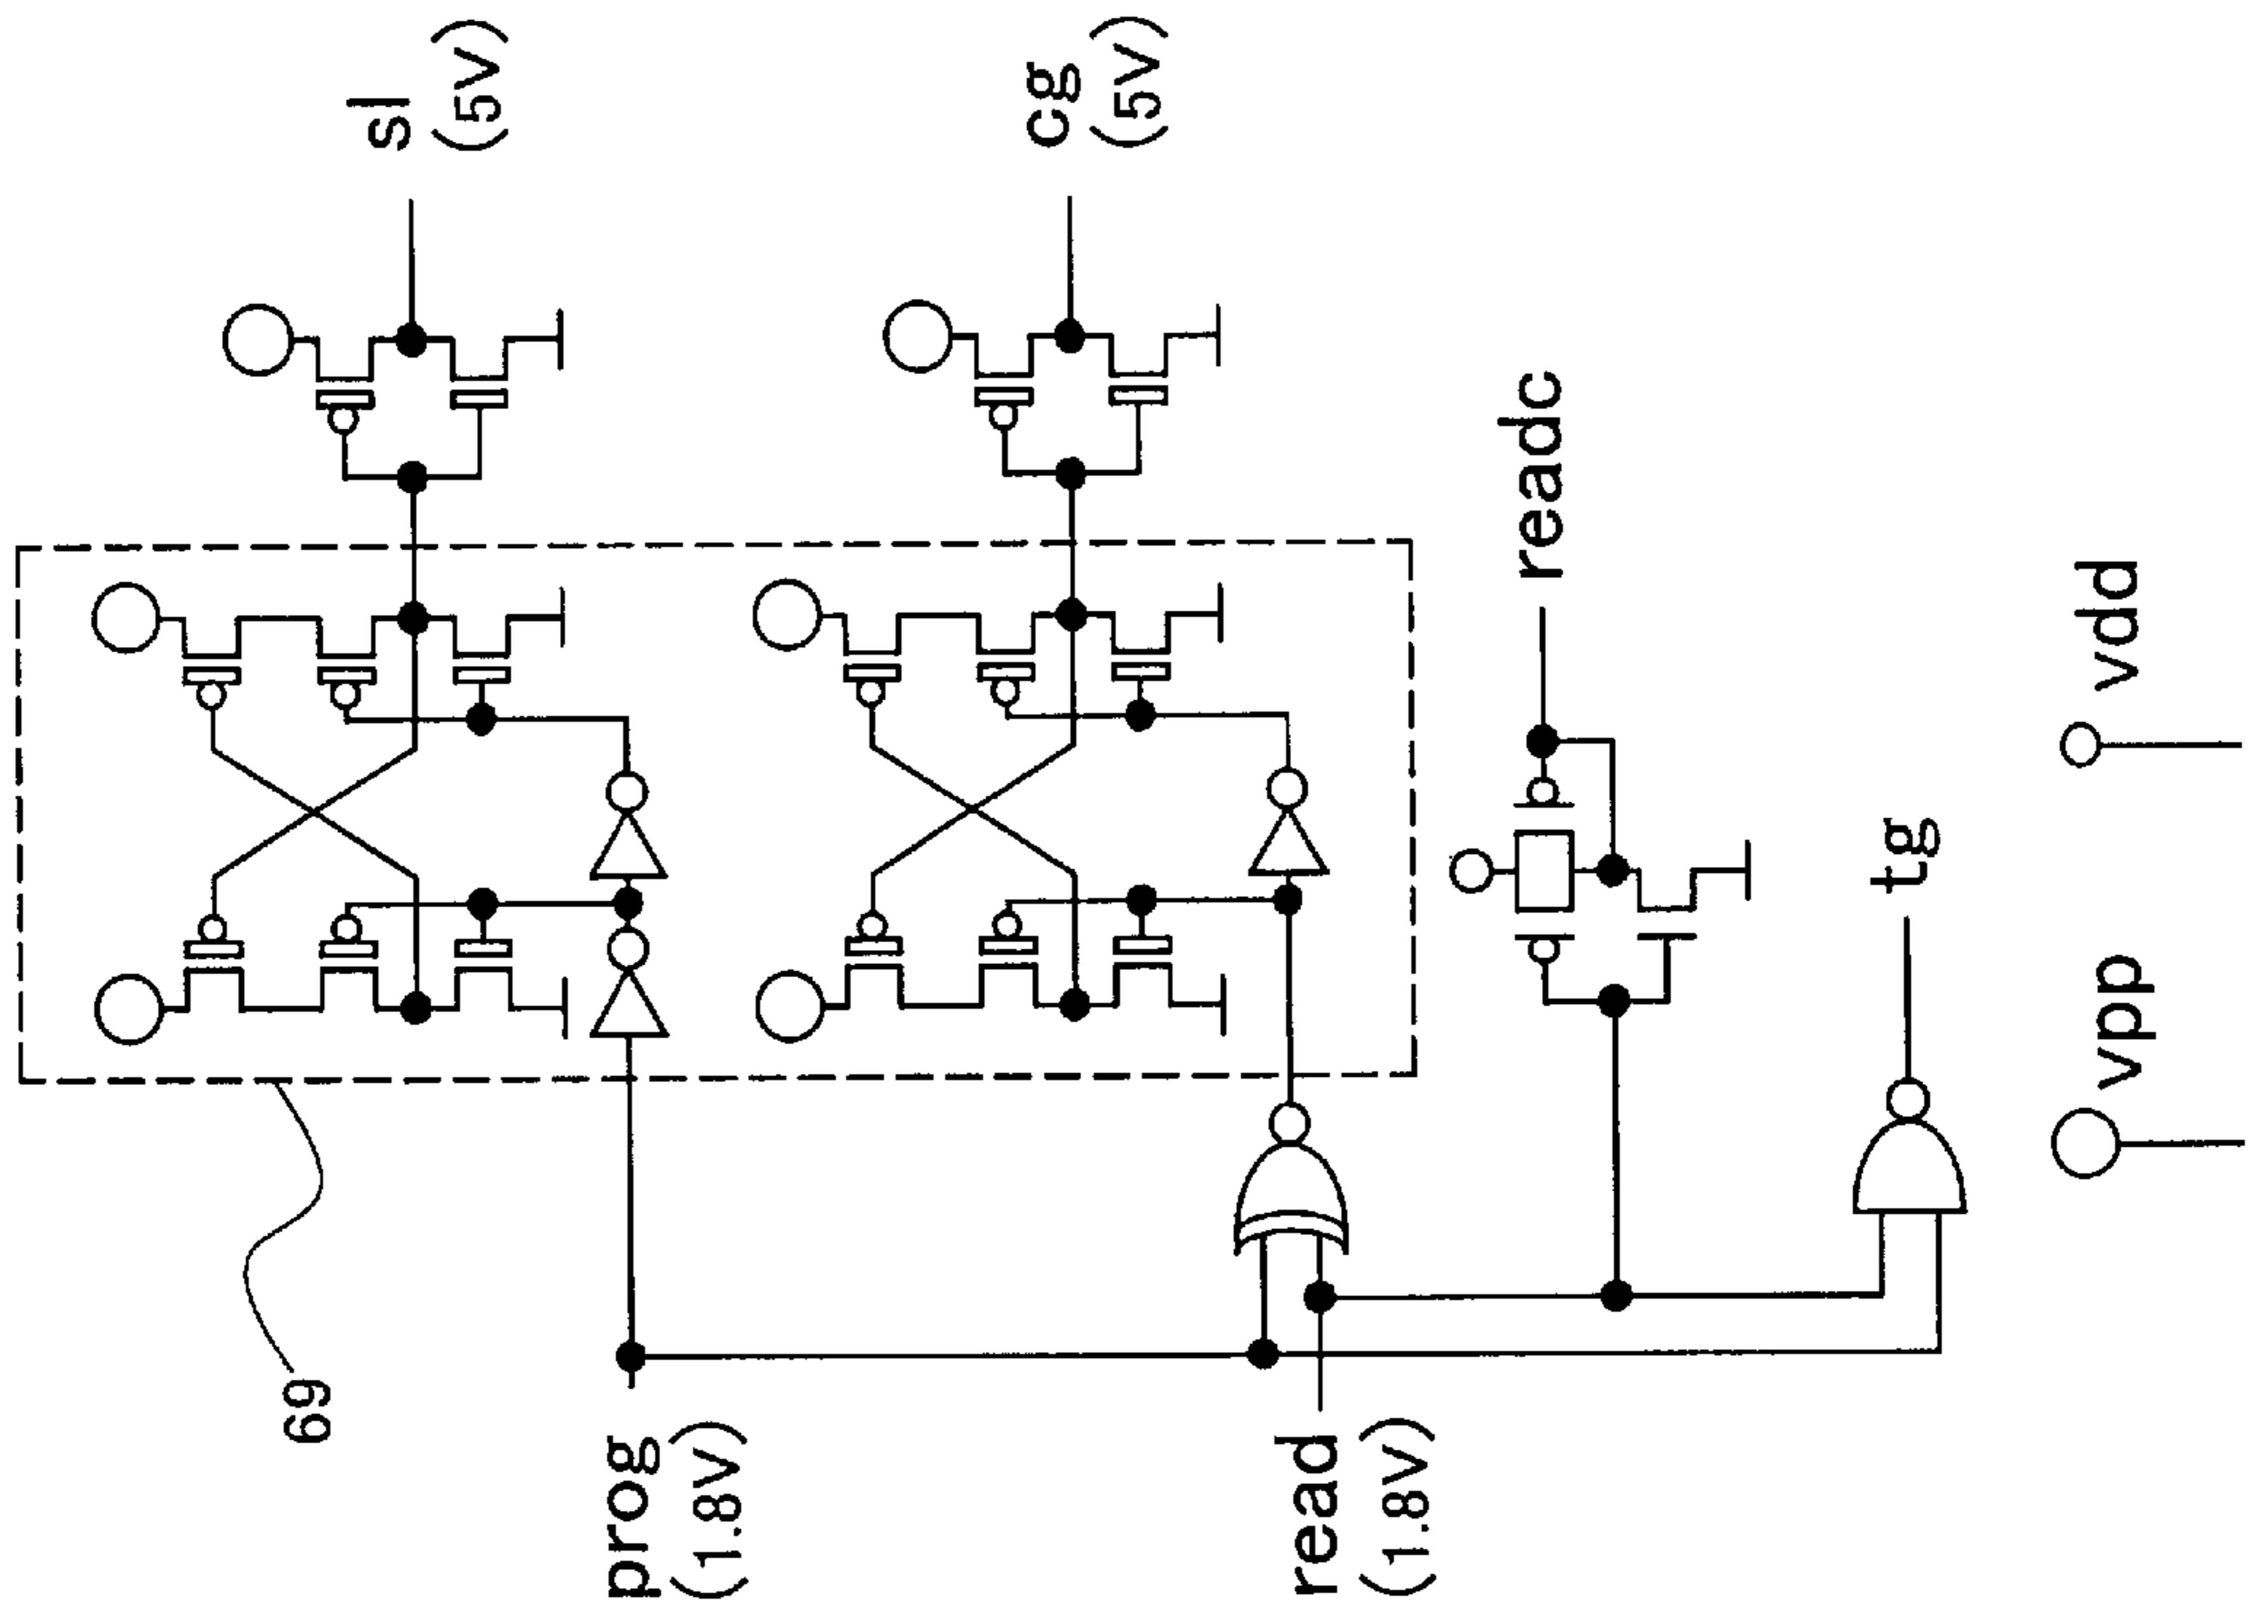 sl
(5V)
cg
(5V)
readc
tg
69
prog
(1.8V)
read
(1.8V)
vpp
vdd